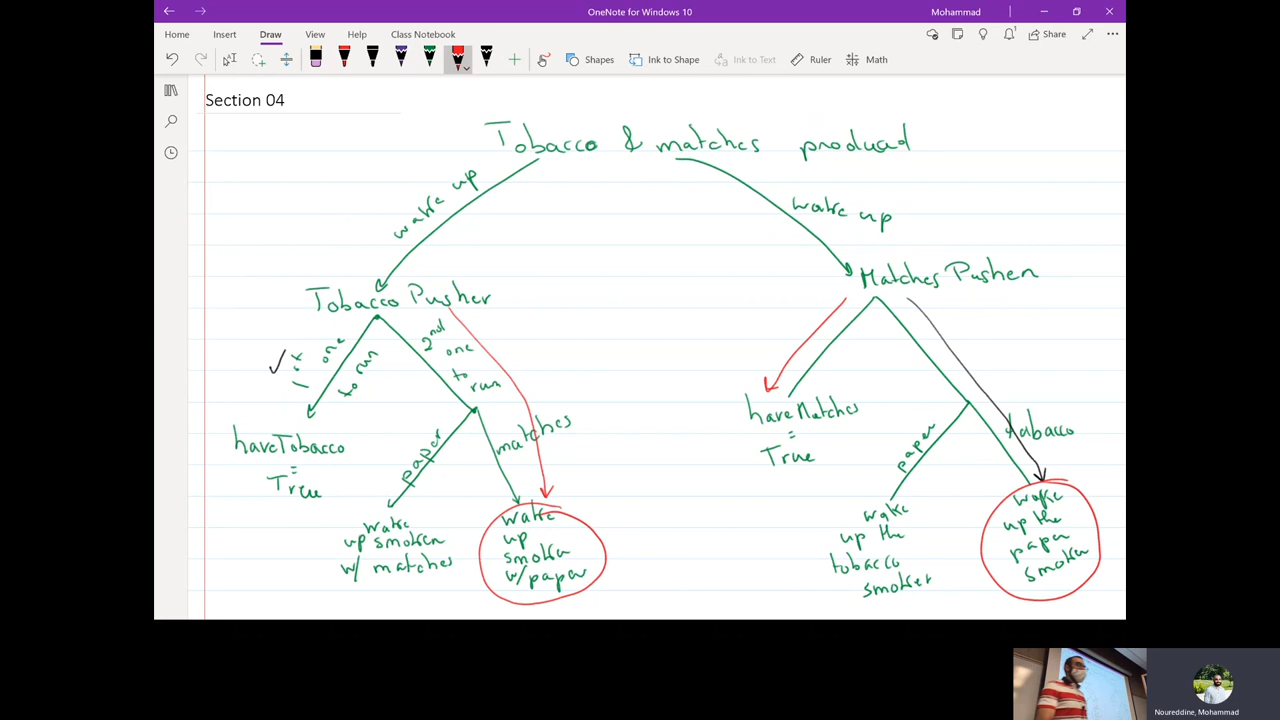 OneNote for Windows 10
Mohammad
Home
Insert
Draw
View
Help
Class Notebook
Share
Shapes
Ink to Shape
Ink to Text
Ruler
Math
Section 04
Tobacco & matches produced
wake up
wake up
Tobacco Pusher
Matches Pusher
1st one to run
2nd one to run
haveTobacco
=
True
paper
matches
wake
up smoker
w/ matches
wake
up
smoker
w/ paper
haveMatches
=
True
paper
tabacco
wake
up the
tobacco
smoker
wake
up the
paper
smoker
Noureddine, Mohammad